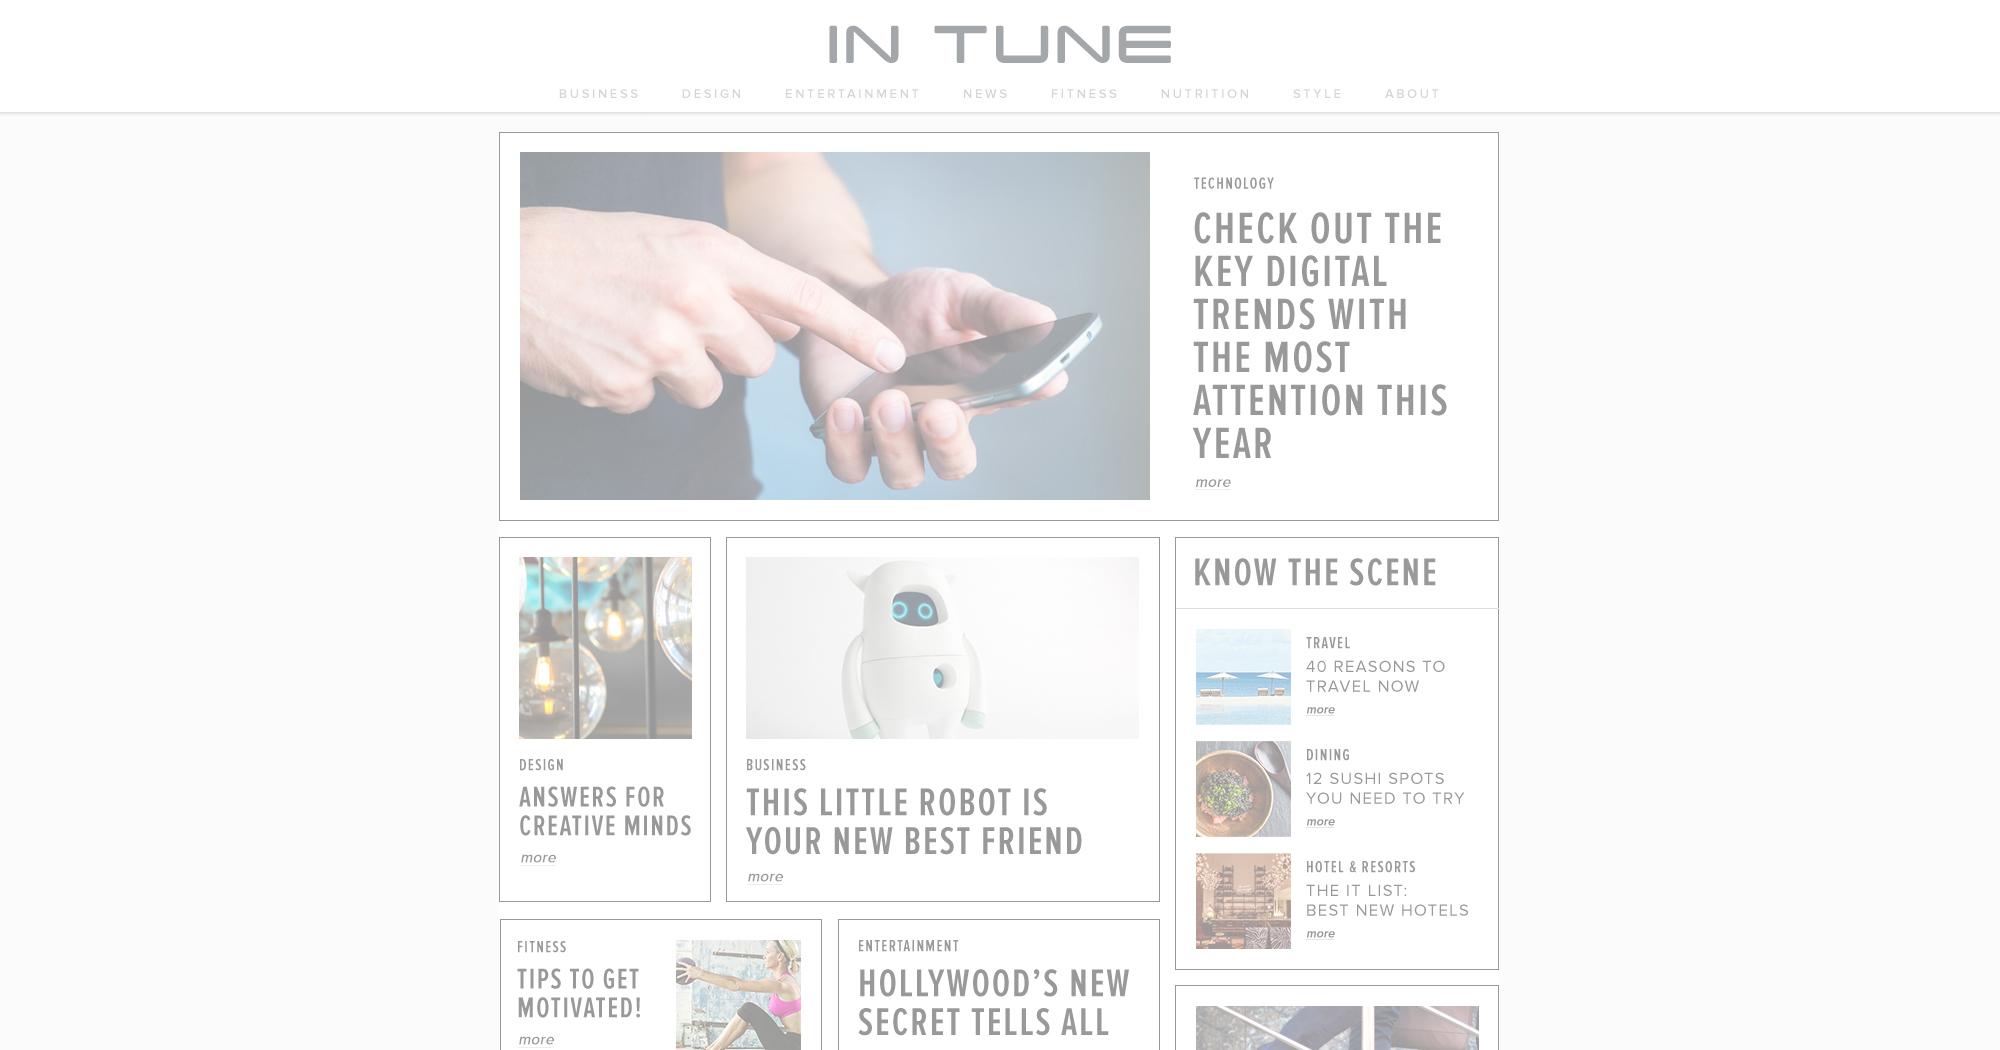 IN TUNE
BUSINESS DESIGN ENTERTAINMENT NEWS FITNESS NUTRITION STYLE ABOUT
TECHNOLOGY
CHECK OUT THE
KEY DIGITAL
TRENDS WITH
THE MOST
ATTENTION THIS
YEAR
more
DESIGN
ANSWERS FOR
CREATIVE MINDS
more
BUSINESS
THIS LITTLE ROBOT IS
YOUR NEW BEST FRIEND
more
KNOW THE SCENE
TRAVEL
40 REASONS TO
TRAVEL NOW
more
DINING
12 SUSHI SPOTS
YOU NEED TO TRY
more
HOTEL & RESORTS
THE IT LIST:
BEST NEW HOTELS
more
FITNESS
TIPS TO GET
MOTIVATED!
more
ENTERTAINMENT
HOLLYWOOD’S NEW
SECRET TELLS ALL